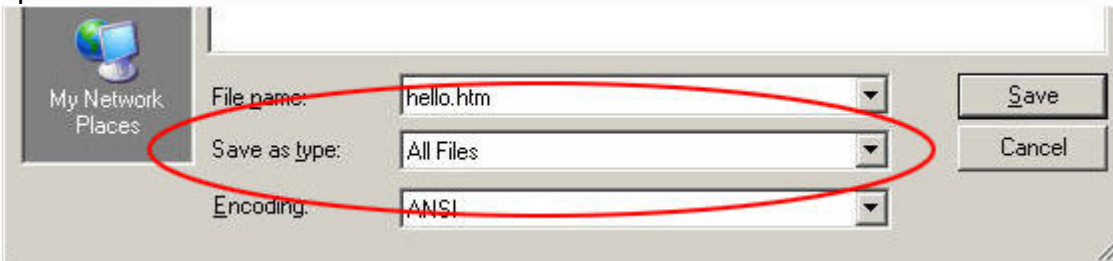 My Network
Places
File name:
hello.htm
Save
Save as type:
All Files
Cancel
Encoding:
ANSI